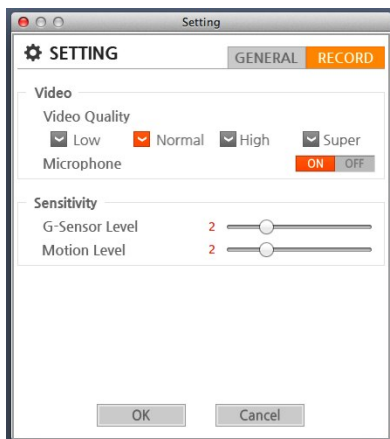 Setting
SETTING GENERAL RECORD
Video
Video Quality
Low Normal High Super
Microphone ON OFF
Sensitivity
G-Sensor Level 2
Motion Level 2
OK Cancel